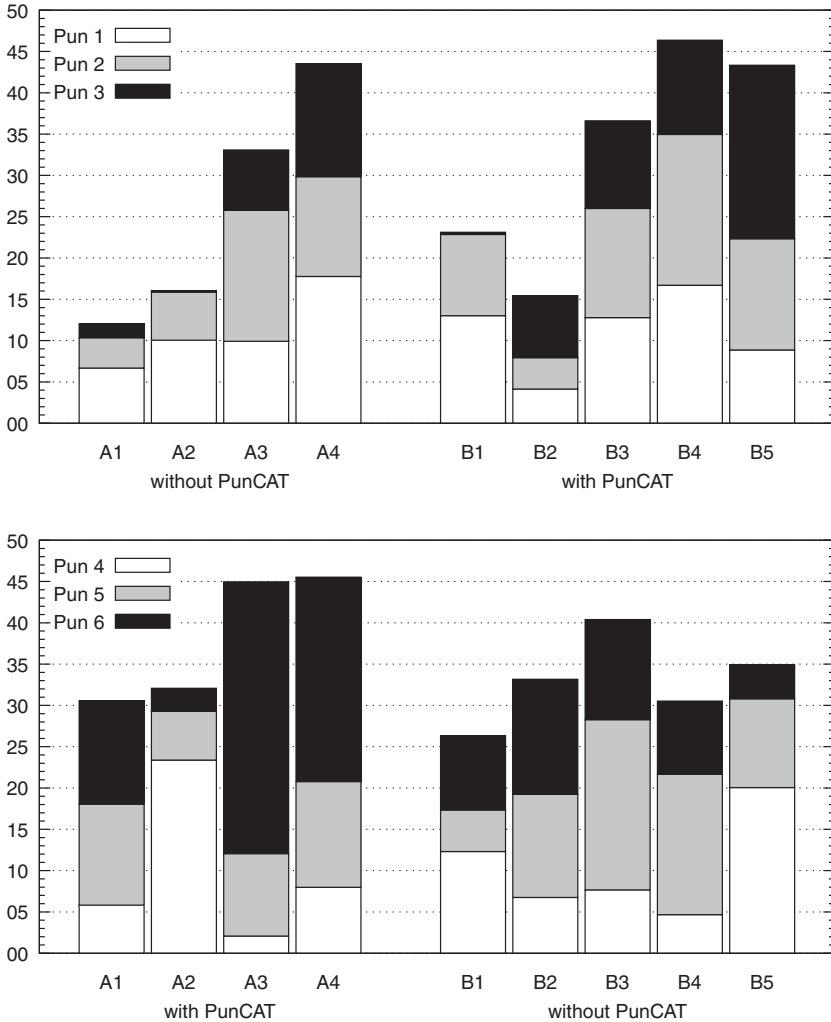 50
45
40
35
30
25
20
15
10
05
00
Pun 1
Pun 2
Pun 3
A1 A2 A3 A4 B1 B2 B3 B4 B5
without PunCAT with PunCAT
50
45
40
35
30
25
20
15
10
05
00
Pun 4
Pun 5
Pun 6
A1 A2 A3 A4 B1 B2 B3 B4 B5
with PunCAT without PunCAT